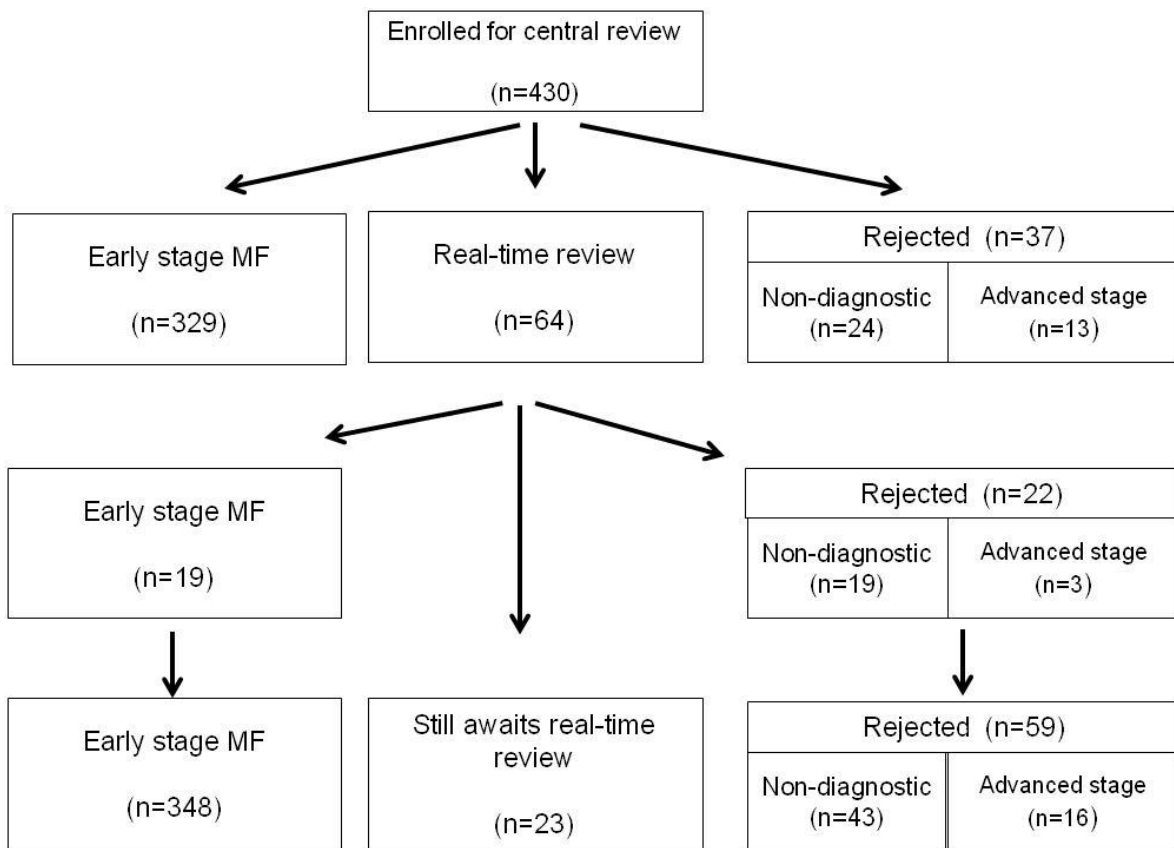 Enrolled for central review
(n=430)
Early stage MF
(n=329)
Real-time review
(n=64)
Rejected (n=37)
Non-diagnostic
(n=24)
Advanced stage
(n=13)
Early stage MF
(n=19)
Rejected (n=22)
Non-diagnostic
(n=19)
Advanced stage
(n=3)
Early stage MF
(n=348)
Still awaits real-time
review
(n=23)
Rejected (n=59)
Non-diagnostic
(n=43)
Advanced stage
(n=16)